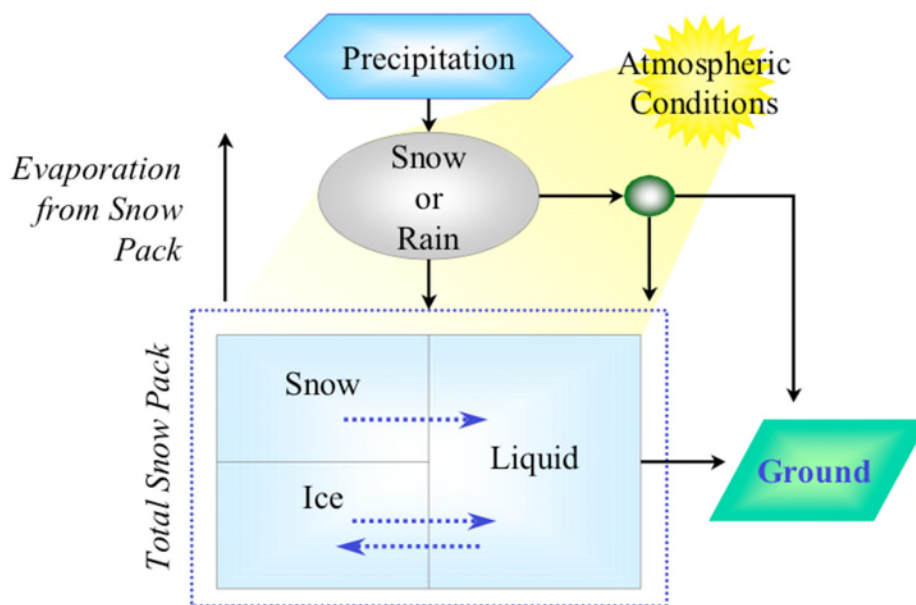 Precipitation
Atmospheric
Conditions
Evaporation
from Snow
Pack
Snow
or
Rain
Total Snow Pack
Snow
Liquid
Ice
Ground